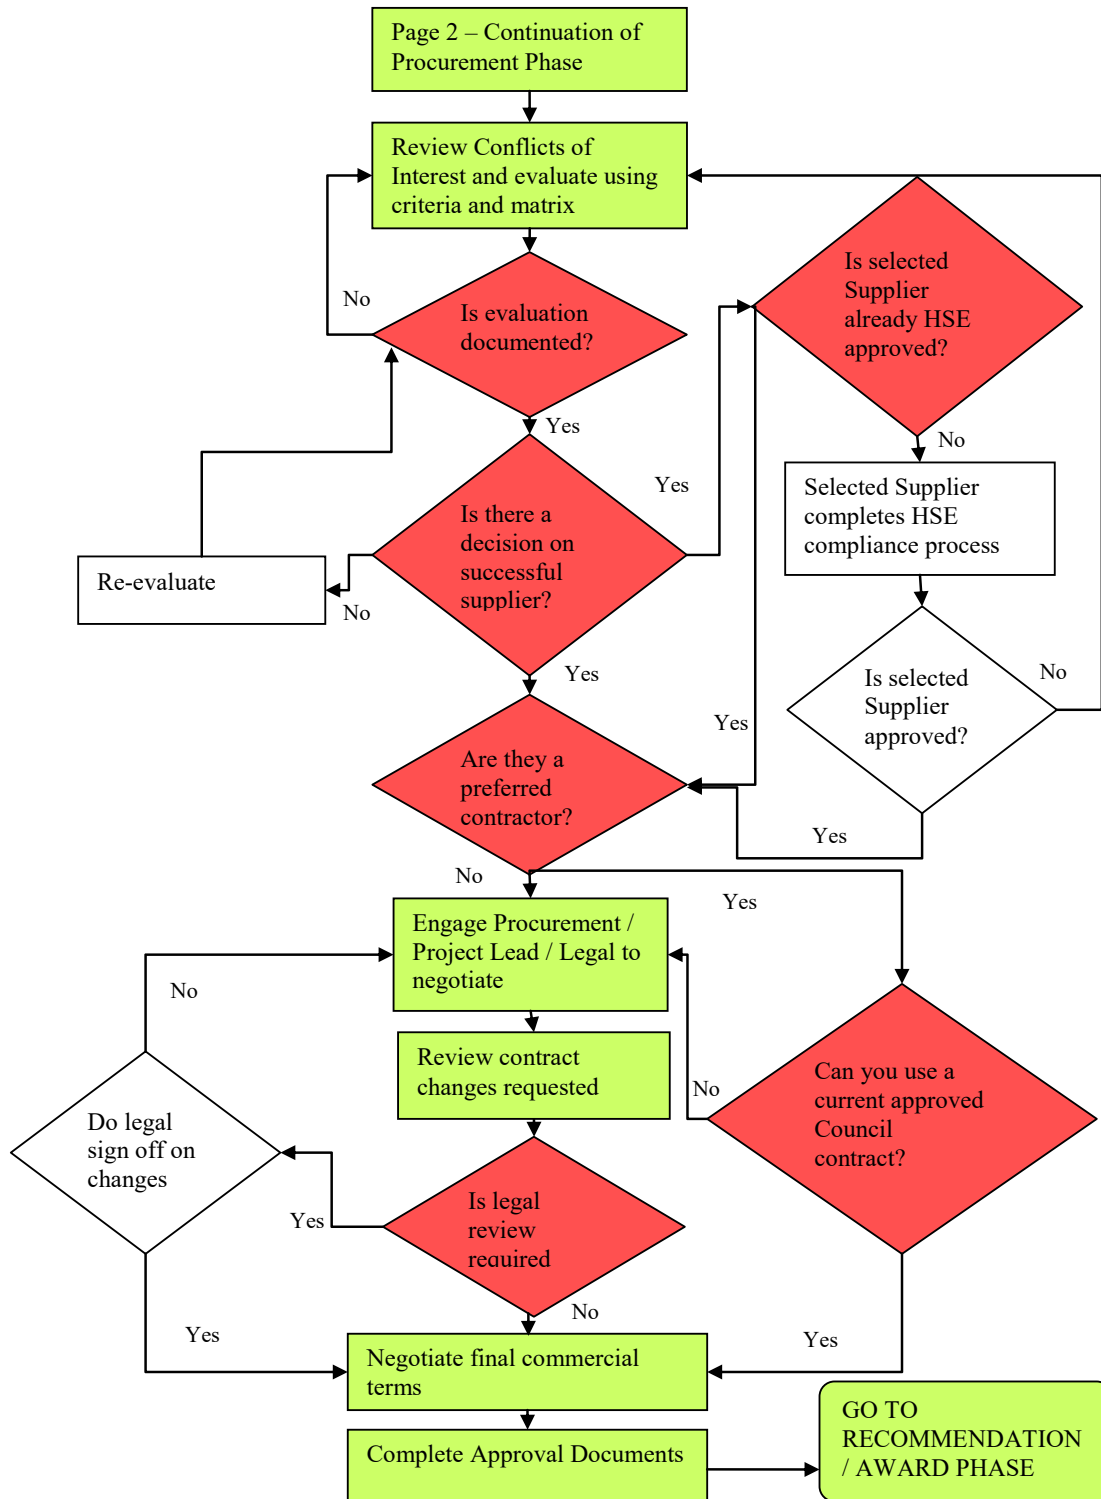 Page 2 – Continuation of
Procurement Phase
Review Conflicts of
Interest and evaluate using
criteria and matrix
Is selected
Supplier
already HSE
approved?
No
Is evaluation
documented?
Yes
No
Yes
Selected Supplier
completes HSE
compliance process
Is there a
decision on
successful
supplier?
Re-evaluate
No
Yes
Is selected
Supplier
approved?
No
Yes
Are they a
preferred
contractor?
Yes
No
Yes
Engage Procurement /
Project Lead / Legal to
negotiate
No
Review contract
changes requested
No
Can you use a
current approved
Council
contract?
Do legal
sign off on
changes
Yes
Is legal
review
required
No
Yes
Yes
Negotiate final commercial
terms
Complete Approval Documents
GO TO
RECOMMENDATION
/ AWARD PHASE